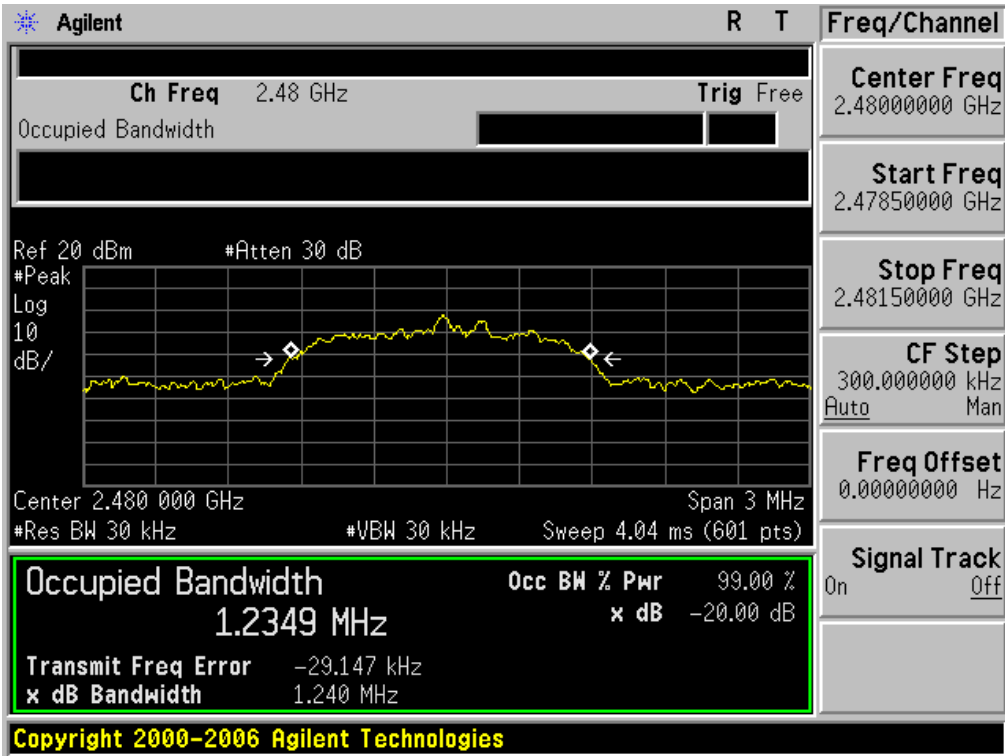 Agilent R T
Freq/Channel
Ch Freq 2.48 GHz Trig Free
Occupied Bandwidth
Ref 20 dBm #Atten 30 dB
#Peak
Log
10
dB/
Center 2.480 000 GHz Span 3 MHz
#Res BW 30 kHz #VBW 30 kHz Sweep 4.04 ms (601 pts)
Occupied Bandwidth Occ BW % Pwr 99.00 %
1.2349 MHz x dB -20.00 dB
Transmit Freq Error -29.147 kHz
x dB Bandwidth 1.240 MHz
Center Freq
2.48000000 GHz
Start Freq
2.47850000 GHz
Stop Freq
2.48150000 GHz
CF Step
300.000000 kHz
Auto Man
Freq Offset
0.00000000 Hz
Signal Track
On Off
Copyright 2000-2006 Agilent Technologies